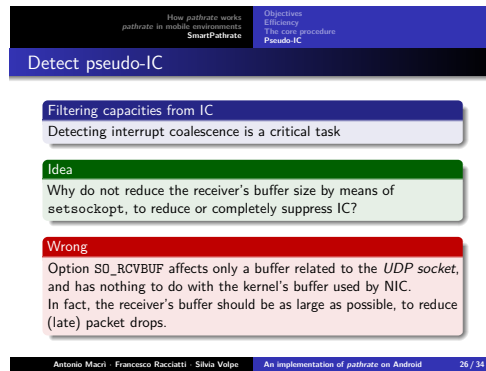 How pathrate works
pathrate in mobile environments
SmartPathrate
Objectives
Efficiency
The core procedure
Pseudo-IC
Detect pseudo-IC
Filtering capacities from IC
Detecting interrupt coalescence is a critical task
Idea
Why do not reduce the receiver's buffer size by means of
setsockopt, to reduce or completely suppress IC?
Wrong
Option SO_RCVBUF affects only a buffer related to the UDP socket,
and has nothing to do with the kernel's buffer used by NIC.
In fact, the receiver's buffer should be as large as possible, to reduce
(late) packet drops.
Antonio Macrì · Francesco Racciatti · Silvia Volpe An implementation of pathrate on Android 26 / 34